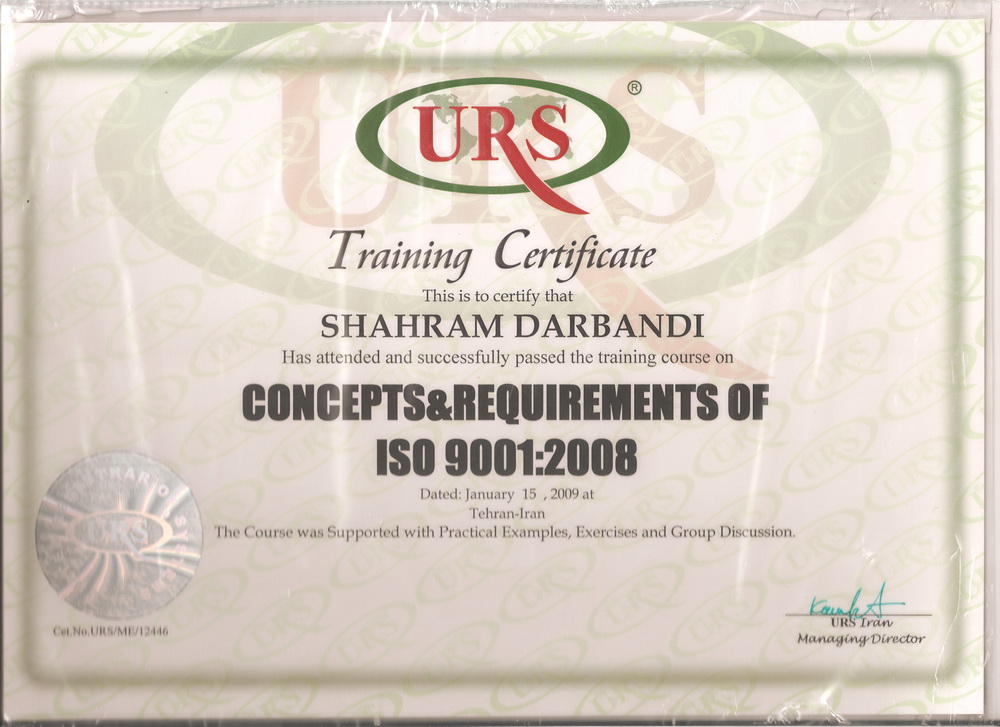 URS ®
Training Certificate
This is to certify that
SHAHRAM DARBANDI
Has attended and successfully passed the training course on
CONCEPTS&REQUIREMENTS OF
ISO 9001:2008
Dated: January 15 , 2009 at
Tehran-Iran
The Course was Supported with Practical Examples, Exercises and Group Discussion.
URS
Cet.No.URS/ME/12446
URS Iran
Managing Director